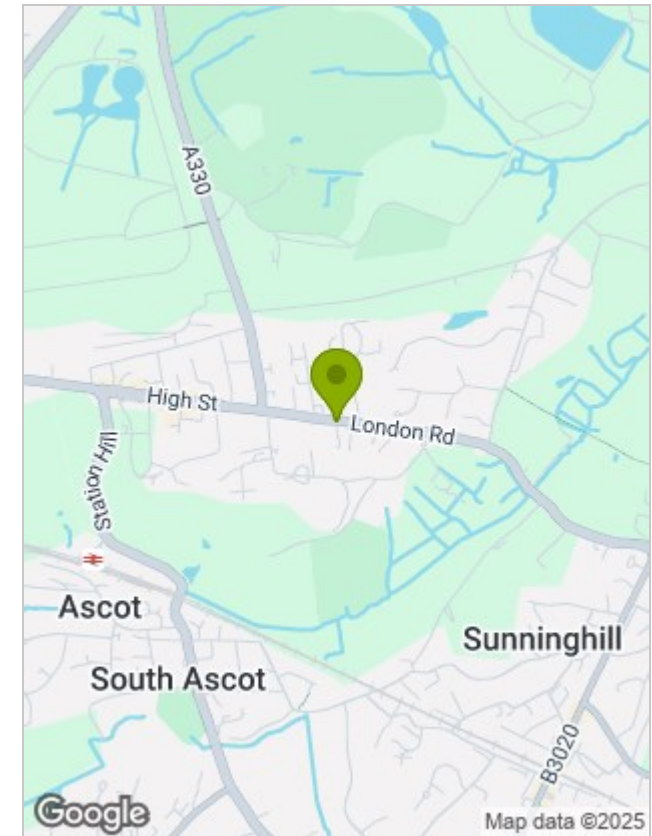 A330
High St
London Rd
Station Hill
Ascot
Sunninghill
South Ascot
B3020
Google
Map data ©2025